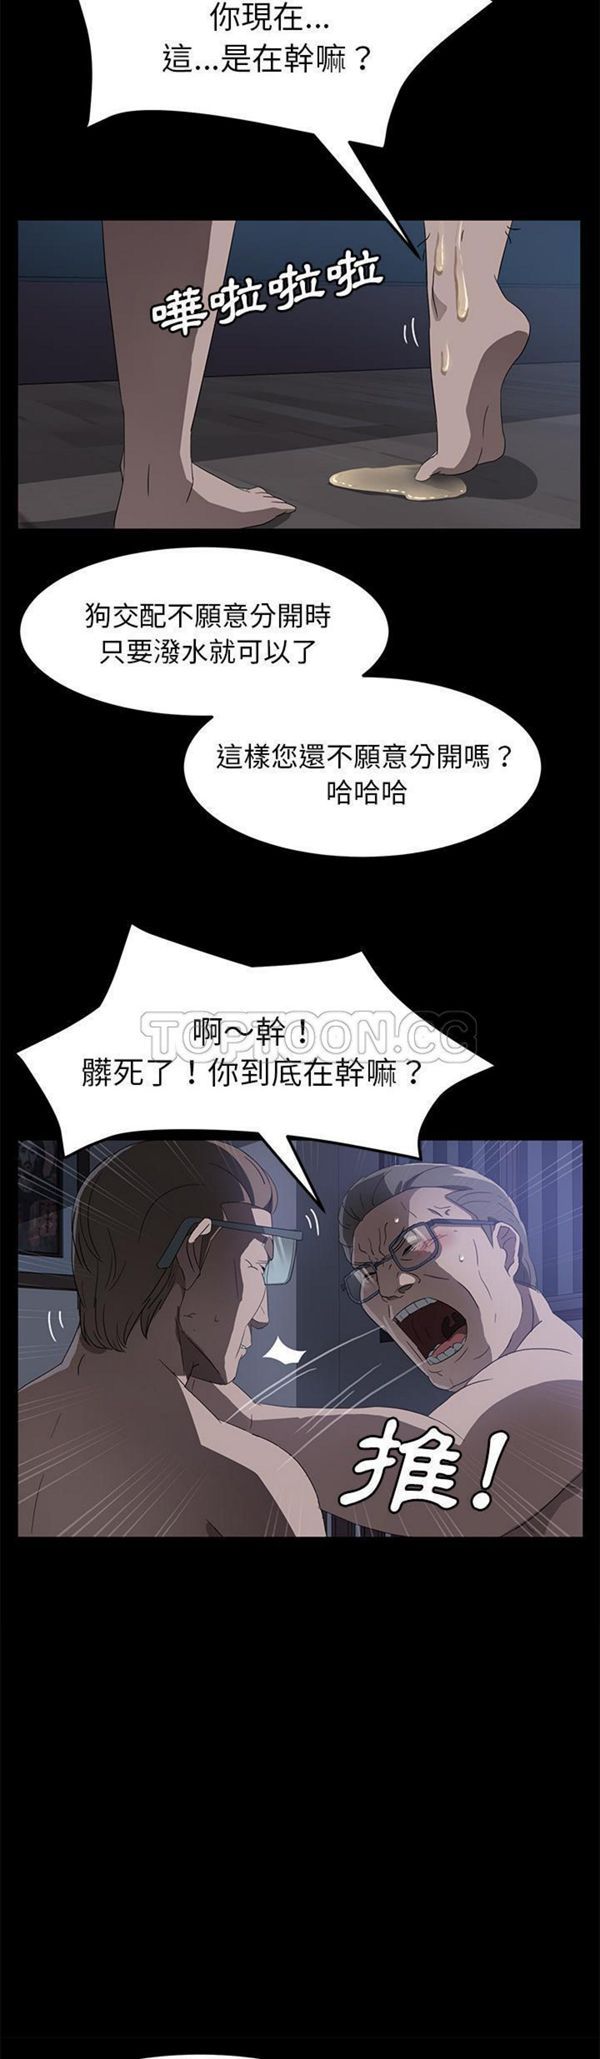 你現在...
這...是在幹嘛？
嘩啦啦啦
狗交配不願意分開時
只要潑水就可以了
這樣您還不願意分開嗎？
哈哈哈
啊～幹！
TOPTOON.CC
髒死了！你到底在幹嘛？
推！